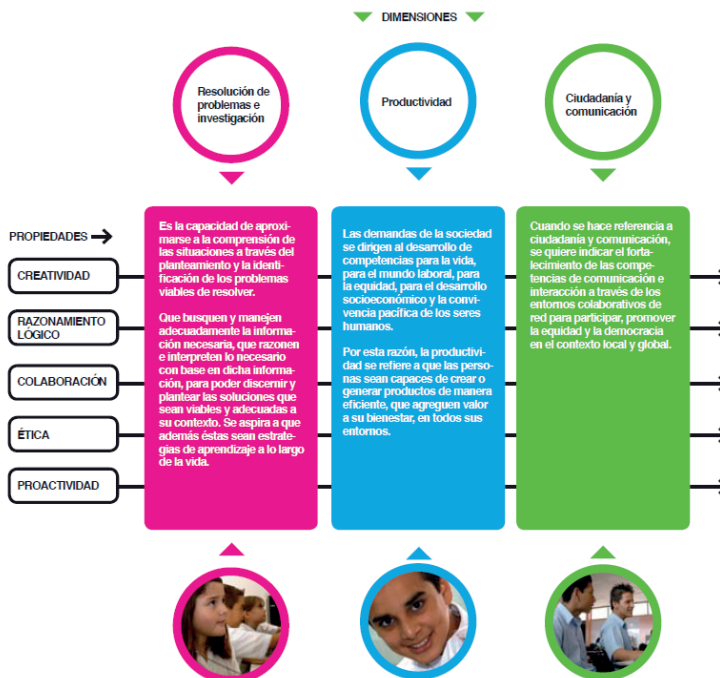 DIMENSIONES
Resolución de
problemas e
investigación
Productividad
Ciudadanía y
comunicación
PROPIEDADES
CREATIVIDAD
RAZONAMIENTO
LÓGICO
COLABORACIÓN
ÉTICA
PROACTIVIDAD
Es la capacidad de aproxi-
marse a la comprensión de
las situaciones a través del
planteamiento y la identi-
ficación de los problemas
viables de resolver.
Que busquen y manejen
adecuadamente la informa-
ción necesaria, que razonen
e interpreten lo necesario
con base en dicha informa-
ción, para poder discernir y
plantear las soluciones que
sean viables y adecuadas a
su contexto. Se aspira a que
además éstas sean estrate-
gias de aprendizaje a lo largo
de la vida.
Las demandas de la sociedad
se dirigen al desarrollo de
competencias para la vida,
para el mundo laboral, para
la equidad, para el desarrollo
socioeconómico y la convi-
vencia pacífica de los seres
humanos.
Por esta razón, la productivi-
dad se refiere a que las perso-
nas sean capaces de crear o
generar productos de manera
eficiente, que agreguen valor
a su bienestar, en todos sus
entornos.
Cuando se hace referencia a
ciudadanía y comunicación,
se quiere indicar el forta-
lecimiento de las compe-
tencias de comunicación e
interacción a través de los
entornos colaborativos de
red para participar, promover
la equidad y la democracia
en el contexto local y global.